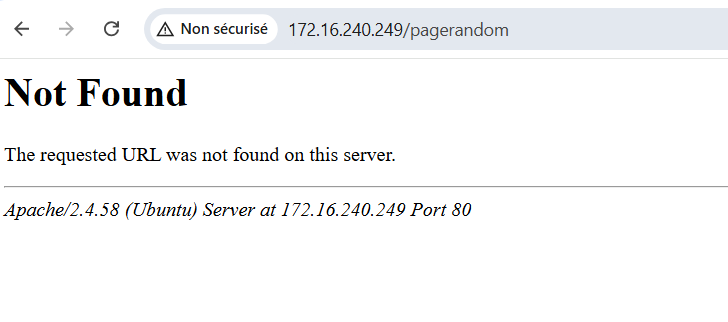 Non sécurisé 172.16.240.249/pagerandom
Not Found
The requested URL was not found on this server.
Apache/2.4.58 (Ubuntu) Server at 172.16.240.249 Port 80